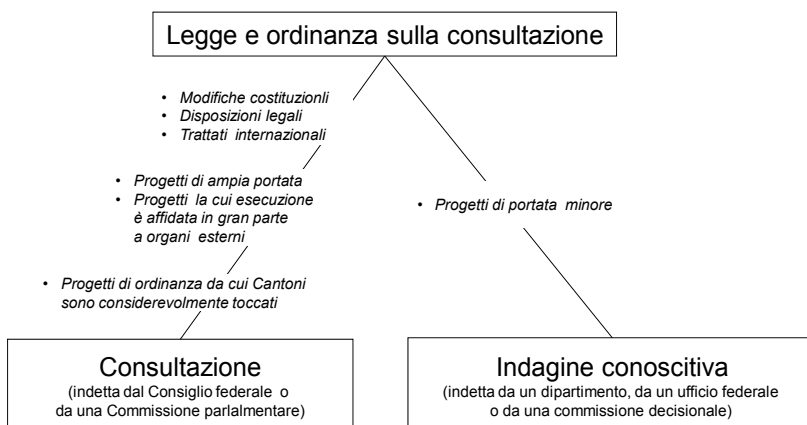 Legge e ordinanza sulla consultazione
• Modifiche costituzionli
• Disposizioni legali
• Trattati internazionali
• Progetti di ampia portata
• Progetti la cui esecuzione
è affidata in gran parte
a organi esterni
• Progetti di portata minore
• Progetti di ordinanza da cui Cantoni
sono considerevolmente toccati
Consultazione
(indetta dal Consiglio federale o
da una Commissione parlalmentare)
Indagine conoscitiva
(indetta da un dipartimento, da un ufficio federale
o da una commissione decisionale)